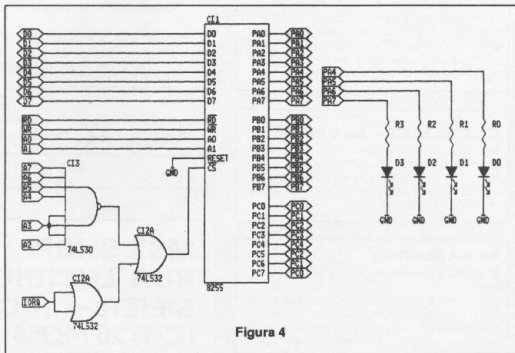 CI1
D0 D0 PA0 PA0
D1 D1 PA1 PA1
D2 D2 PA2 PA2
D3 D3 PA3 PA3
D4 D4 PA4 PA4 PA4
D5 D5 PA5 PA5 PA5
D6 D6 PA6 PA6 PA6
D7 D7 PA7 PA7 PA7
R3 R2 R1 R0
RD RD PB0 PB0
WR WR PB1 PB1
A0 A0 PB2 PB2
A1 A1 PB3 PB3
CI3 RESET PB4 PB4
GND CS PB5 PB5
PB6 PB6
PB7 PB7
D3 D2 D1 D0
GND GND GND GND
A7
A6
A5
A4
A3
A2
74LS30
CI2A
74LS32
PC0 PC0
PC1 PC1
PC2
PC3 PC3
PC4
PC5
PC6
PC7
8255
CI2A
IORQ
74LS32
Figura 4